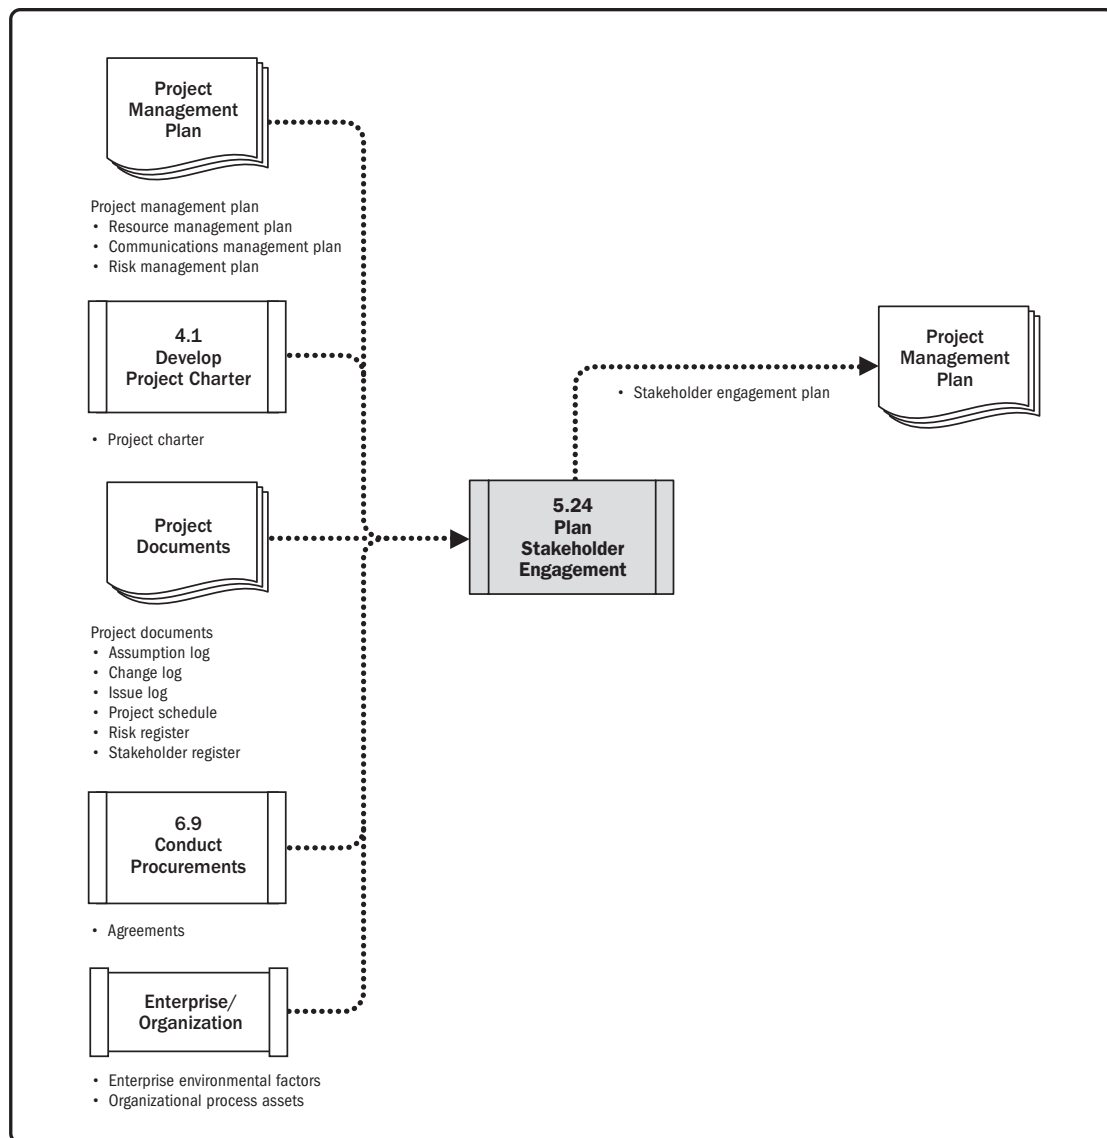 Project
Management
Plan
Project management plan
• Resource management plan
• Communications management plan
• Risk management plan
4.1
Develop
Project Charter
• Project charter
Project
Documents
Project documents
• Assumption log
• Change log
• Issue log
• Project schedule
• Risk register
• Stakeholder register
6.9
Conduct
Procurements
• Agreements
Enterprise/
Organization
• Enterprise environmental factors
• Organizational process assets
5.24
Plan
Stakeholder
Engagement
• Stakeholder engagement plan
Project
Management
Plan